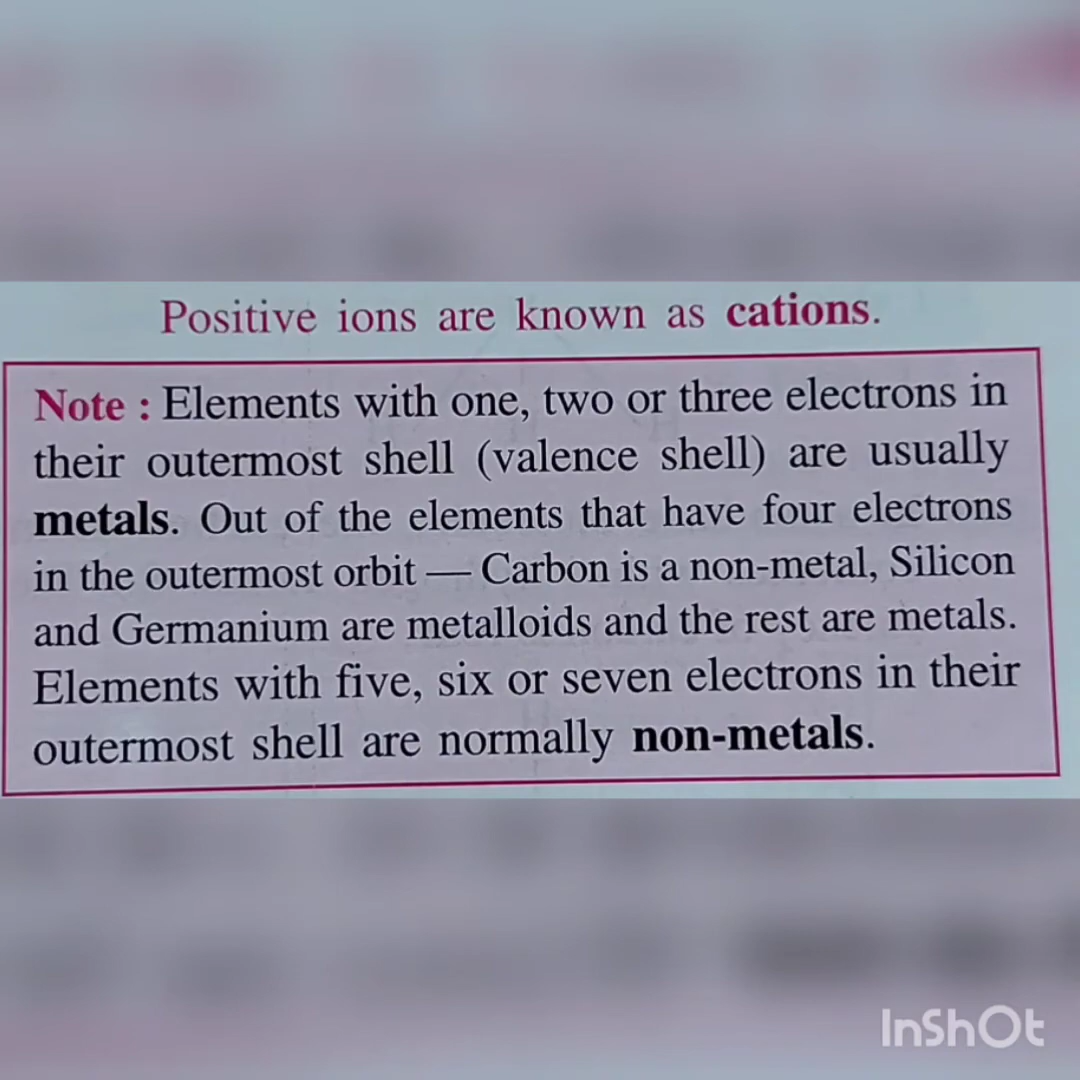 Positive ions are known as cations.
Note : Elements with one, two or three electrons in
their outermost shell (valence shell) are usually
metals. Out of the elements that have four electrons
in the outermost orbit — Carbon is a non-metal, Silicon
and Germanium are metalloids and the rest are metals.
Elements with five, six or seven electrons in their
outermost shell are normally non-metals.
InShOt